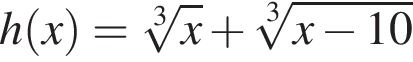 h(x) = ∛x + ∛(x − 10)